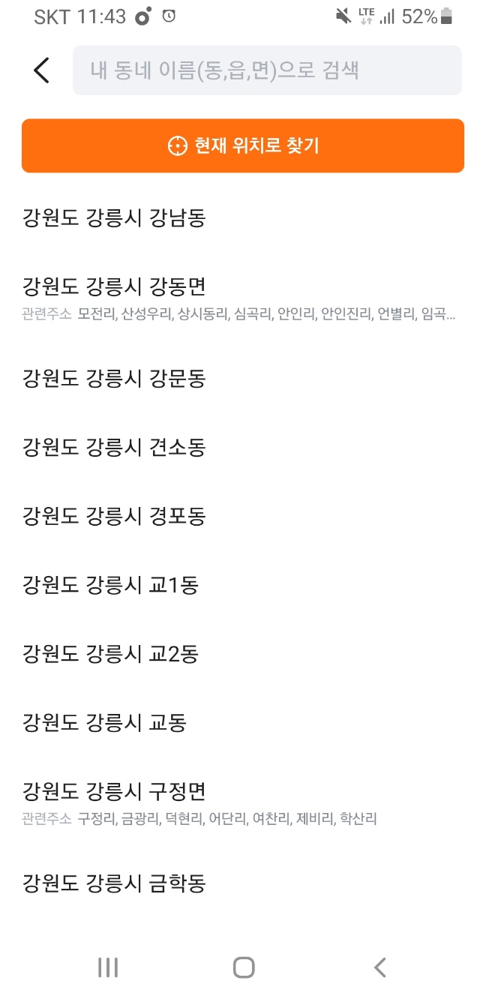 SKT 11:43 LTE 52%
내 동네 이름(동,읍,면)으로 검색
현재 위치로 찾기
강원도 강릉시 강남동
강원도 강릉시 강동면
관련주소 모전리, 산성우리, 상시동리, 심곡리, 안인리, 안인진리, 언별리, 임곡...
강원도 강릉시 강문동
강원도 강릉시 견소동
강원도 강릉시 경포동
강원도 강릉시 교1동
강원도 강릉시 교2동
강원도 강릉시 교동
강원도 강릉시 구정면
관련주소 구정리, 금광리, 덕현리, 어단리, 여찬리, 제비리, 학산리
강원도 강릉시 금학동